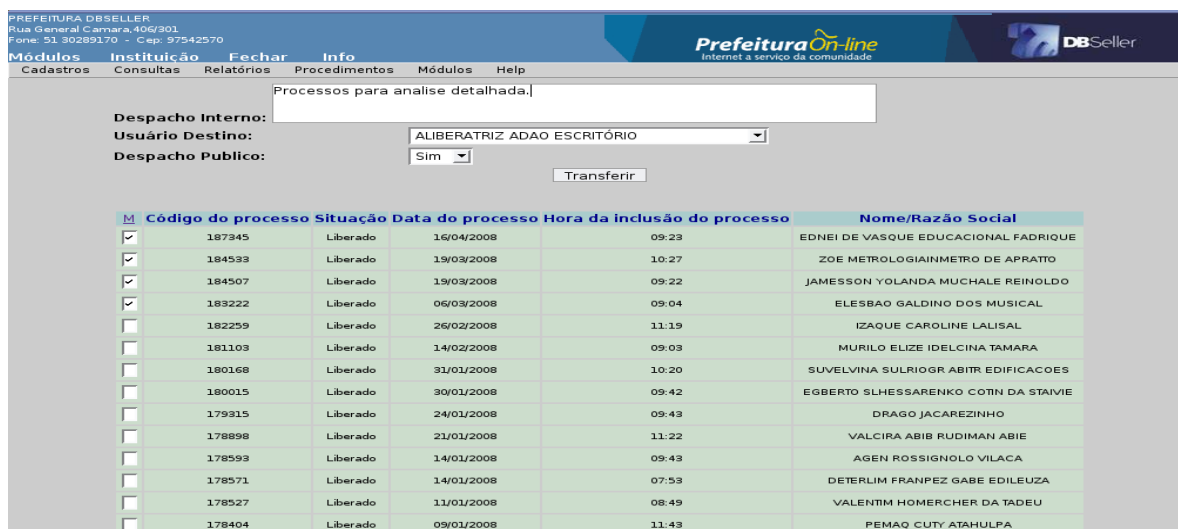 PREFEITURA DBSELLER
Rua General Camara,406/301
Fone: 51 30289170 - Cep: 97542570
Prefeitura On-line
Internet a serviço da comunidade
DBSeller
Módulos Instituição Fechar Info
Cadastros Consultas Relatórios Procedimentos Módulos Help
Processos para analise detalhada.
Despacho Interno:
Usuário Destino: ALIBERATRIZ ADAO ESCRITÓRIO
Despacho Publico: Sim
Transferir
M Código do processo Situação Data do processo Hora da inclusão do processo Nome/Razão Social
187345 Liberado 16/04/2008 09:23 EDNEI DE VASQUE EDUCACIONAL FADRIQUE
184533 Liberado 19/03/2008 10:27 ZOE METROLOGIAINMETRO DE APRATTO
184507 Liberado 19/03/2008 09:22 JAMESSON YOLANDA MUCHALE REINOLDO
183222 Liberado 06/03/2008 09:04 ELESBAO GALDINO DOS MUSICAL
182259 Liberado 26/02/2008 11:19 IZAQUE CAROLINE LALISAL
181103 Liberado 14/02/2008 09:03 MURILO ELIZE IDELCINA TAMARA
180168 Liberado 31/01/2008 10:20 SUVELVINA SULRIOGR ABITR EDIFICACOES
180015 Liberado 30/01/2008 09:42 EGBERTO SLHESSARENKO COTIN DA STAIVIE
179315 Liberado 24/01/2008 09:43 DRAGO JACAREZINHO
178898 Liberado 21/01/2008 11:22 VALCIRA ABIB RUDIMAN ABIE
178593 Liberado 14/01/2008 09:43 AGEN ROSSIGNOLO VILACA
178571 Liberado 14/01/2008 07:53 DETERLIM FRANPEZ GABE EDILEUZA
178527 Liberado 11/01/2008 08:49 VALENTIM HOMERCHER DA TADEU
178404 Liberado 09/01/2008 11:43 PEMAQ CUTY ATAHULPA